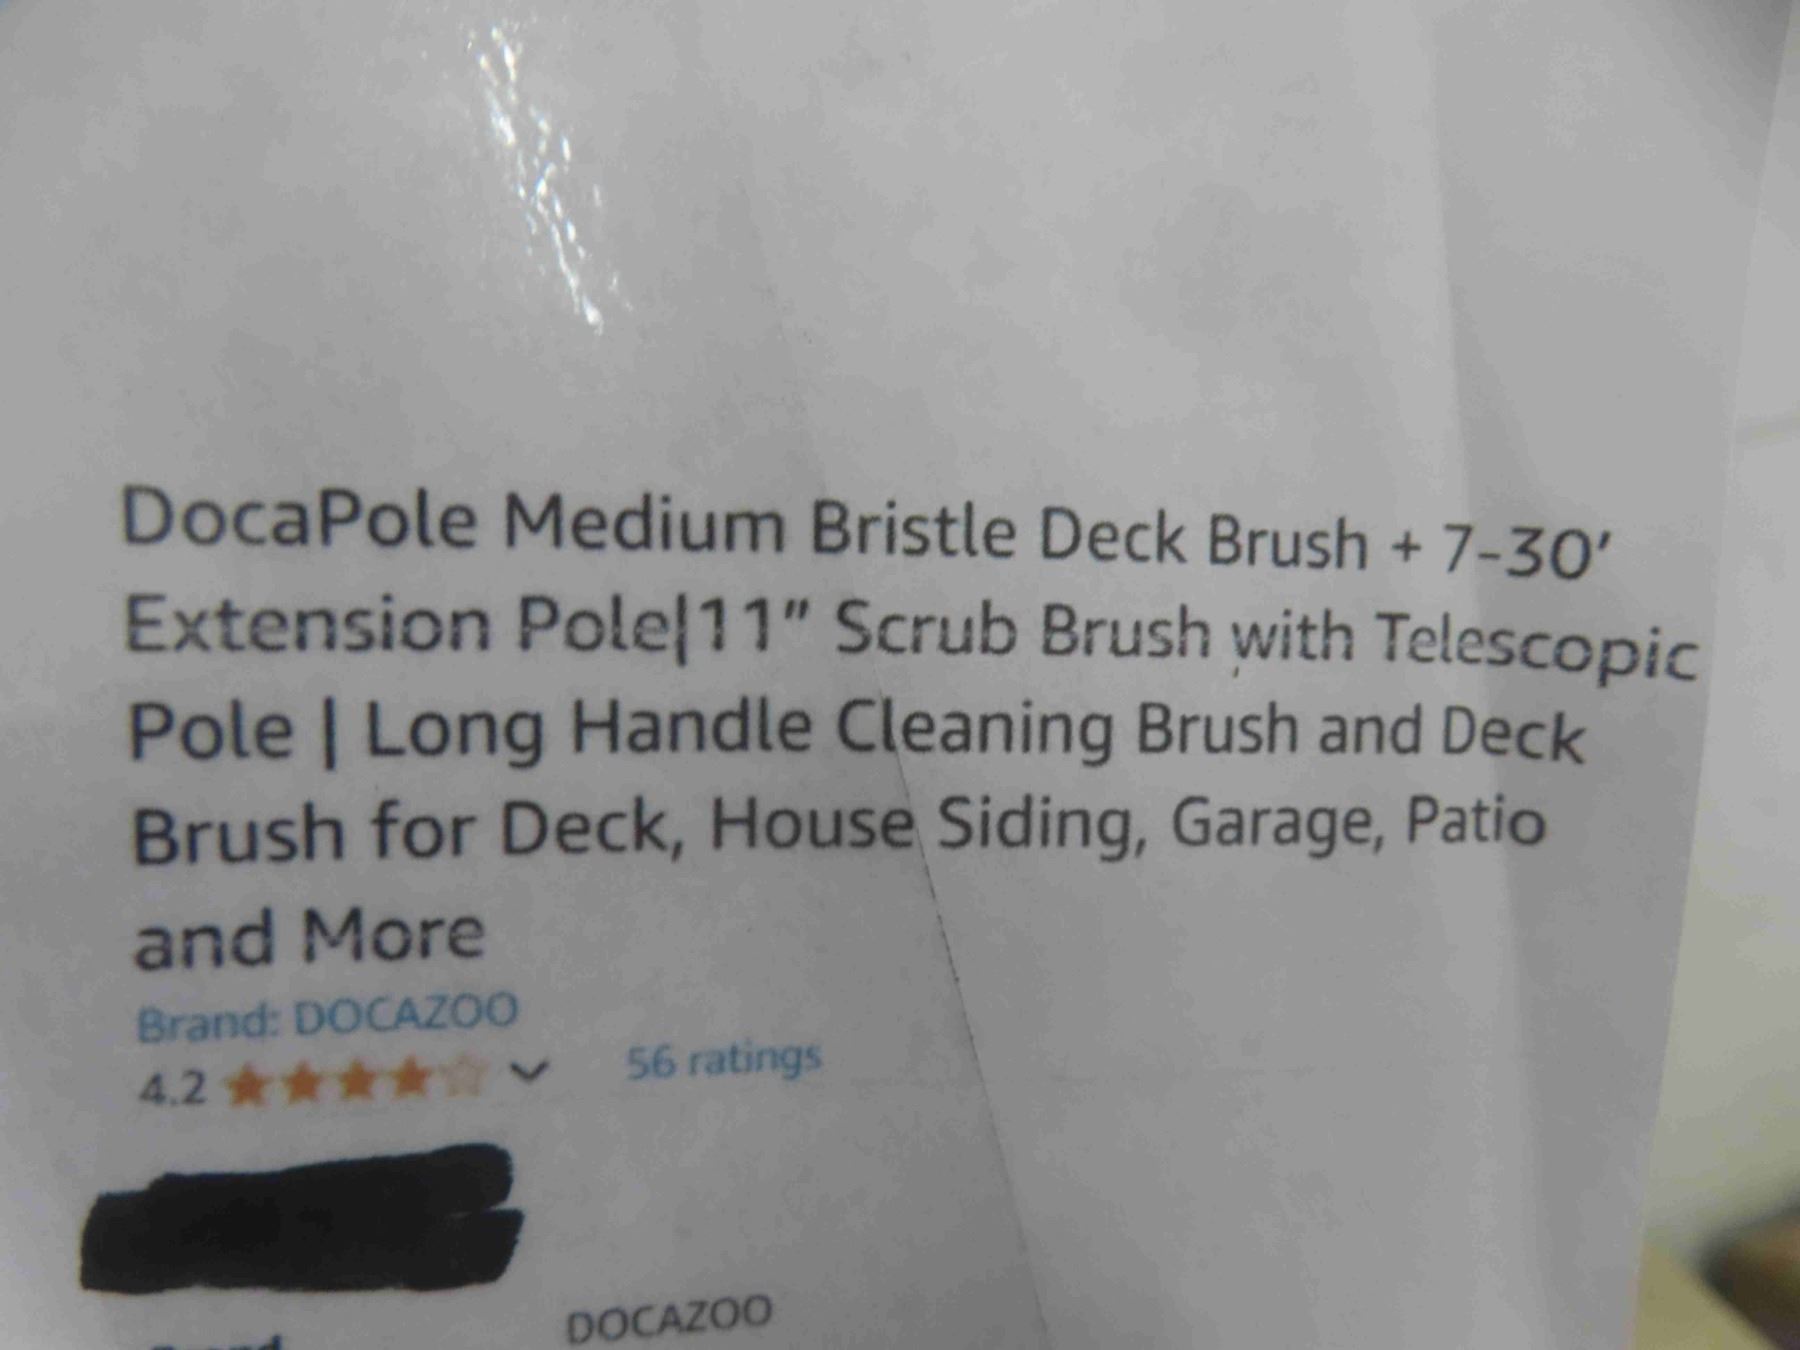 DocaPole Medium Bristle Deck Brush + 7-30'
Extension Pole|11" Scrub Brush with Telescopic
Pole | Long Handle Cleaning Brush and Deck
Brush for Deck, House Siding, Garage, Patio
and More
Brand: DOCAZOO
4.2 56 ratings
Brand DOCAZOO